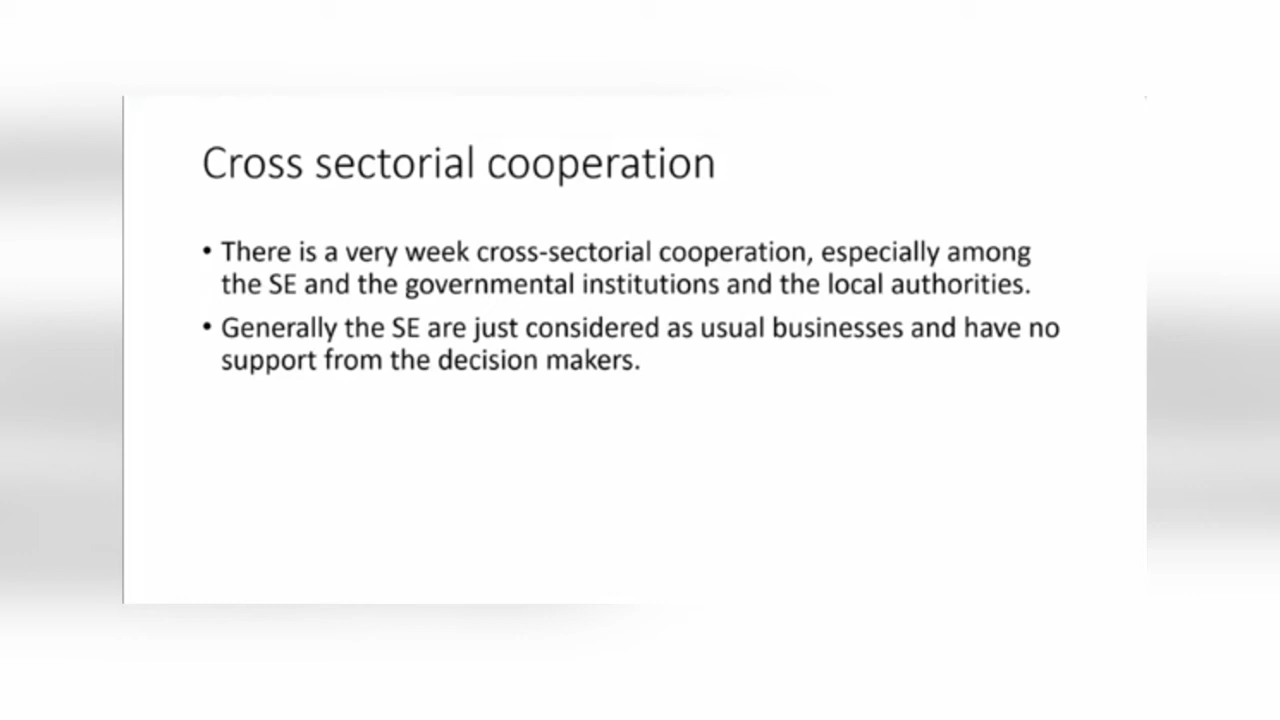 Cross sectorial cooperation
• There is a very week cross-sectorial cooperation, especially among
the SE and the governmental institutions and the local authorities.
• Generally the SE are just considered as usual businesses and have no
support from the decision makers.